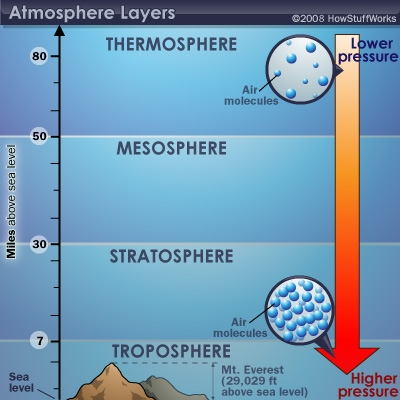 Atmosphere Layers
©2008 HowStuffWorks
THERMOSPHERE
Lower
pressure
80
Air
molecules
50
MESOSPHERE
Miles above sea level
30
STRATOSPHERE
Air
molecules
7
TROPOSPHERE
Mt. Everest
(29,029 ft
above sea level)
Sea
level
Higher
pressure